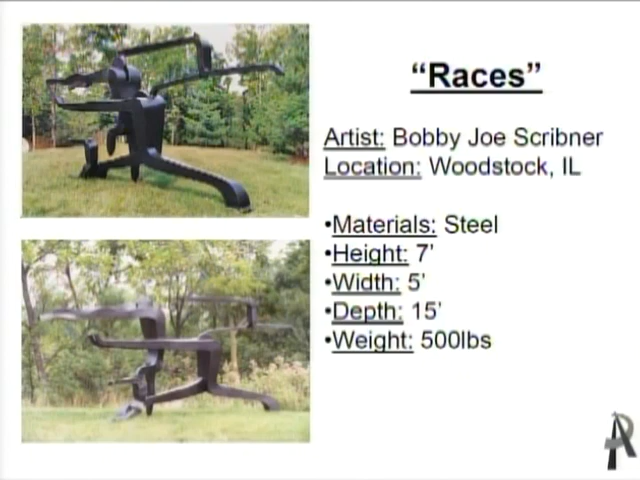 “Races”
Artist: Bobby Joe Scribner
Location: Woodstock, IL
•Materials: Steel
•Height: 7’
•Width: 5’
•Depth: 15’
•Weight: 500lbs